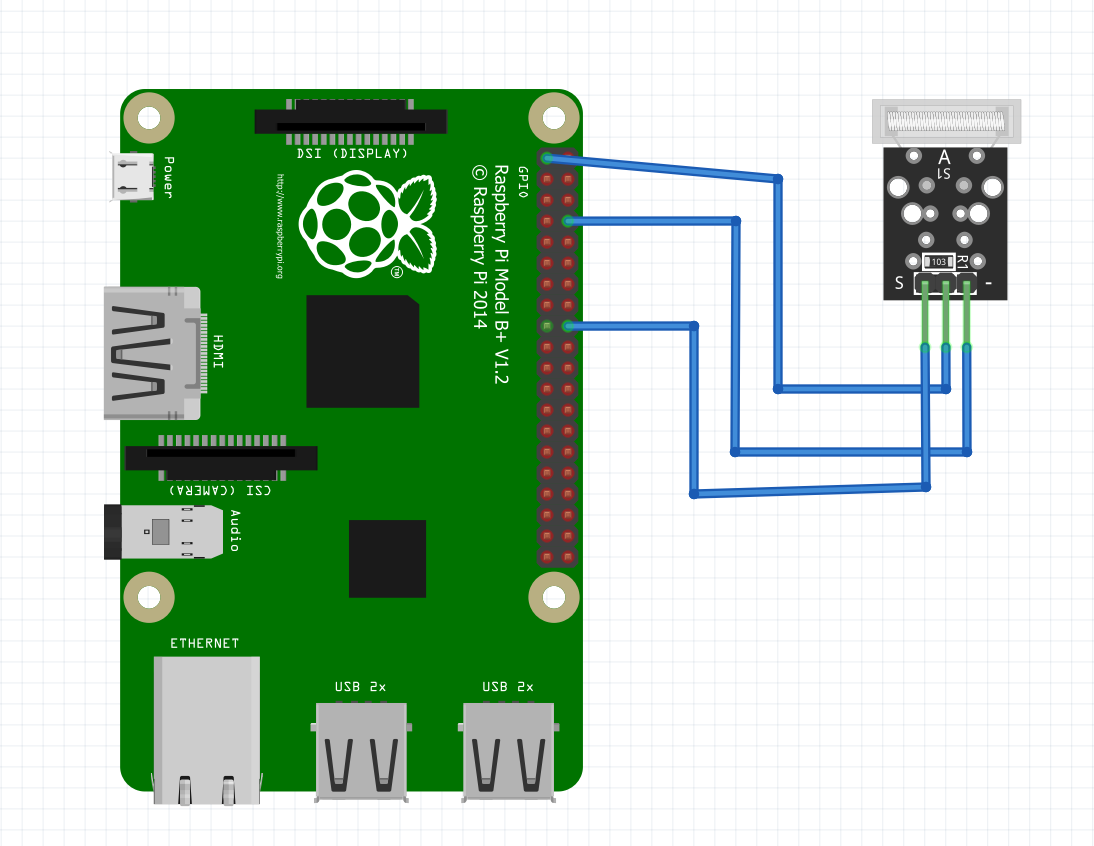 DSI (DISPLAY)
Power
http://www.raspberrypi.org
TM
GPIO
Raspberry Pi Model B+ V1.2
© Raspberry Pi 2014
HDMI
CSI (CAMERA)
Audio
ETHERNET
USB 2x
USB 2x
A
S1
103
R1
S
-